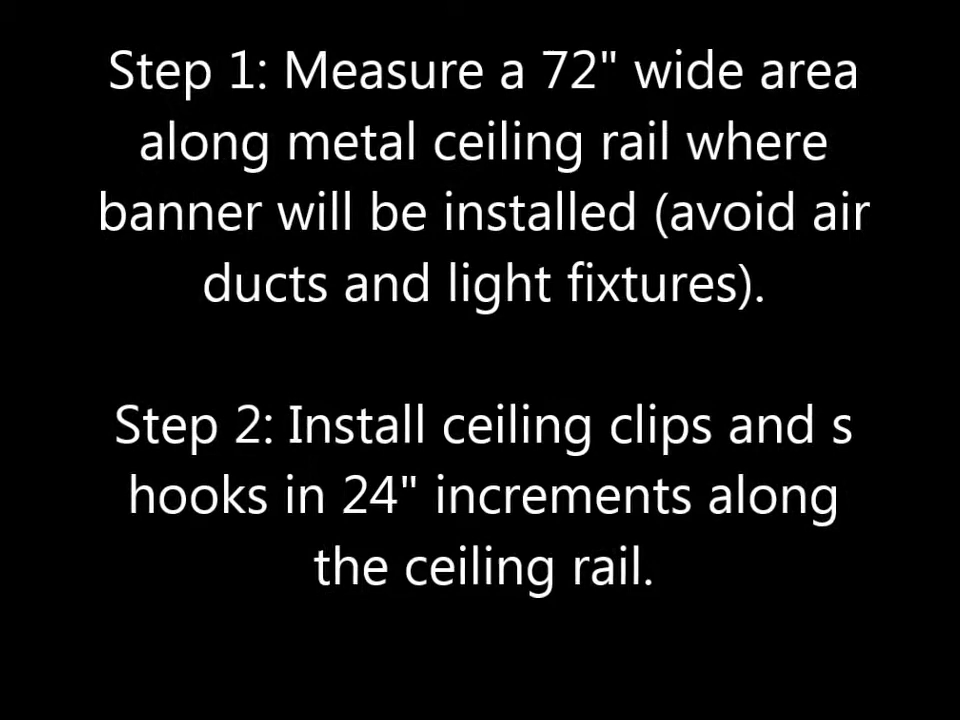 Step 1: Measure a 72" wide area
along metal ceiling rail where
banner will be installed (avoid air
ducts and light fixtures).
Step 2: Install ceiling clips and s
hooks in 24" increments along
the ceiling rail.